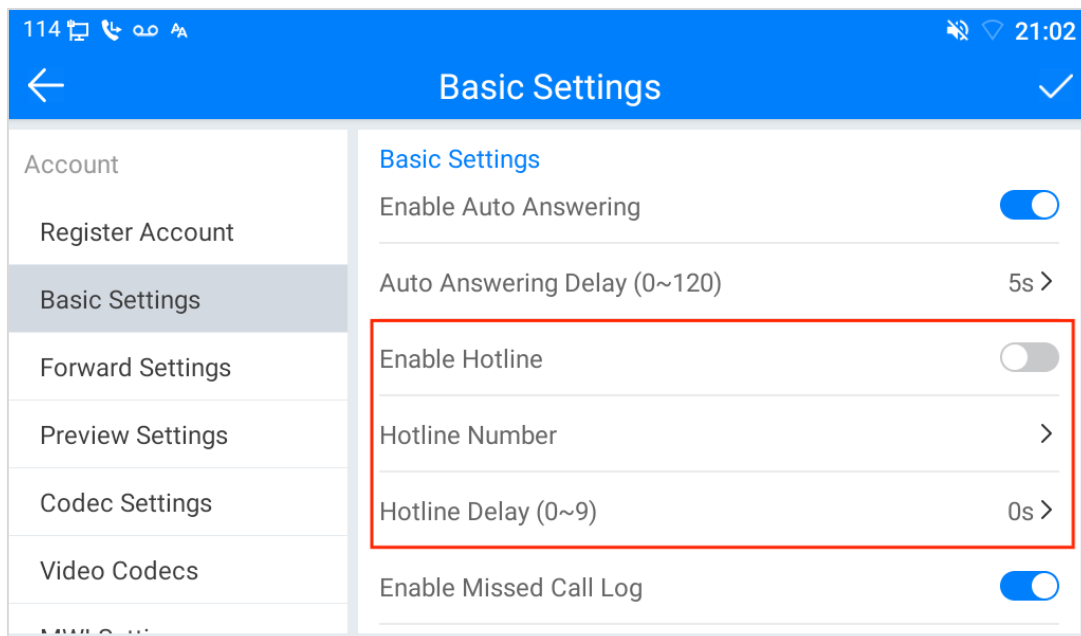 114 21:02
Basic Settings
Account
Register Account
Basic Settings
Forward Settings
Preview Settings
Codec Settings
Video Codecs
Basic Settings
Enable Auto Answering
Auto Answering Delay (0~120) 5s
Enable Hotline
Hotline Number
Hotline Delay (0~9) 0s
Enable Missed Call Log